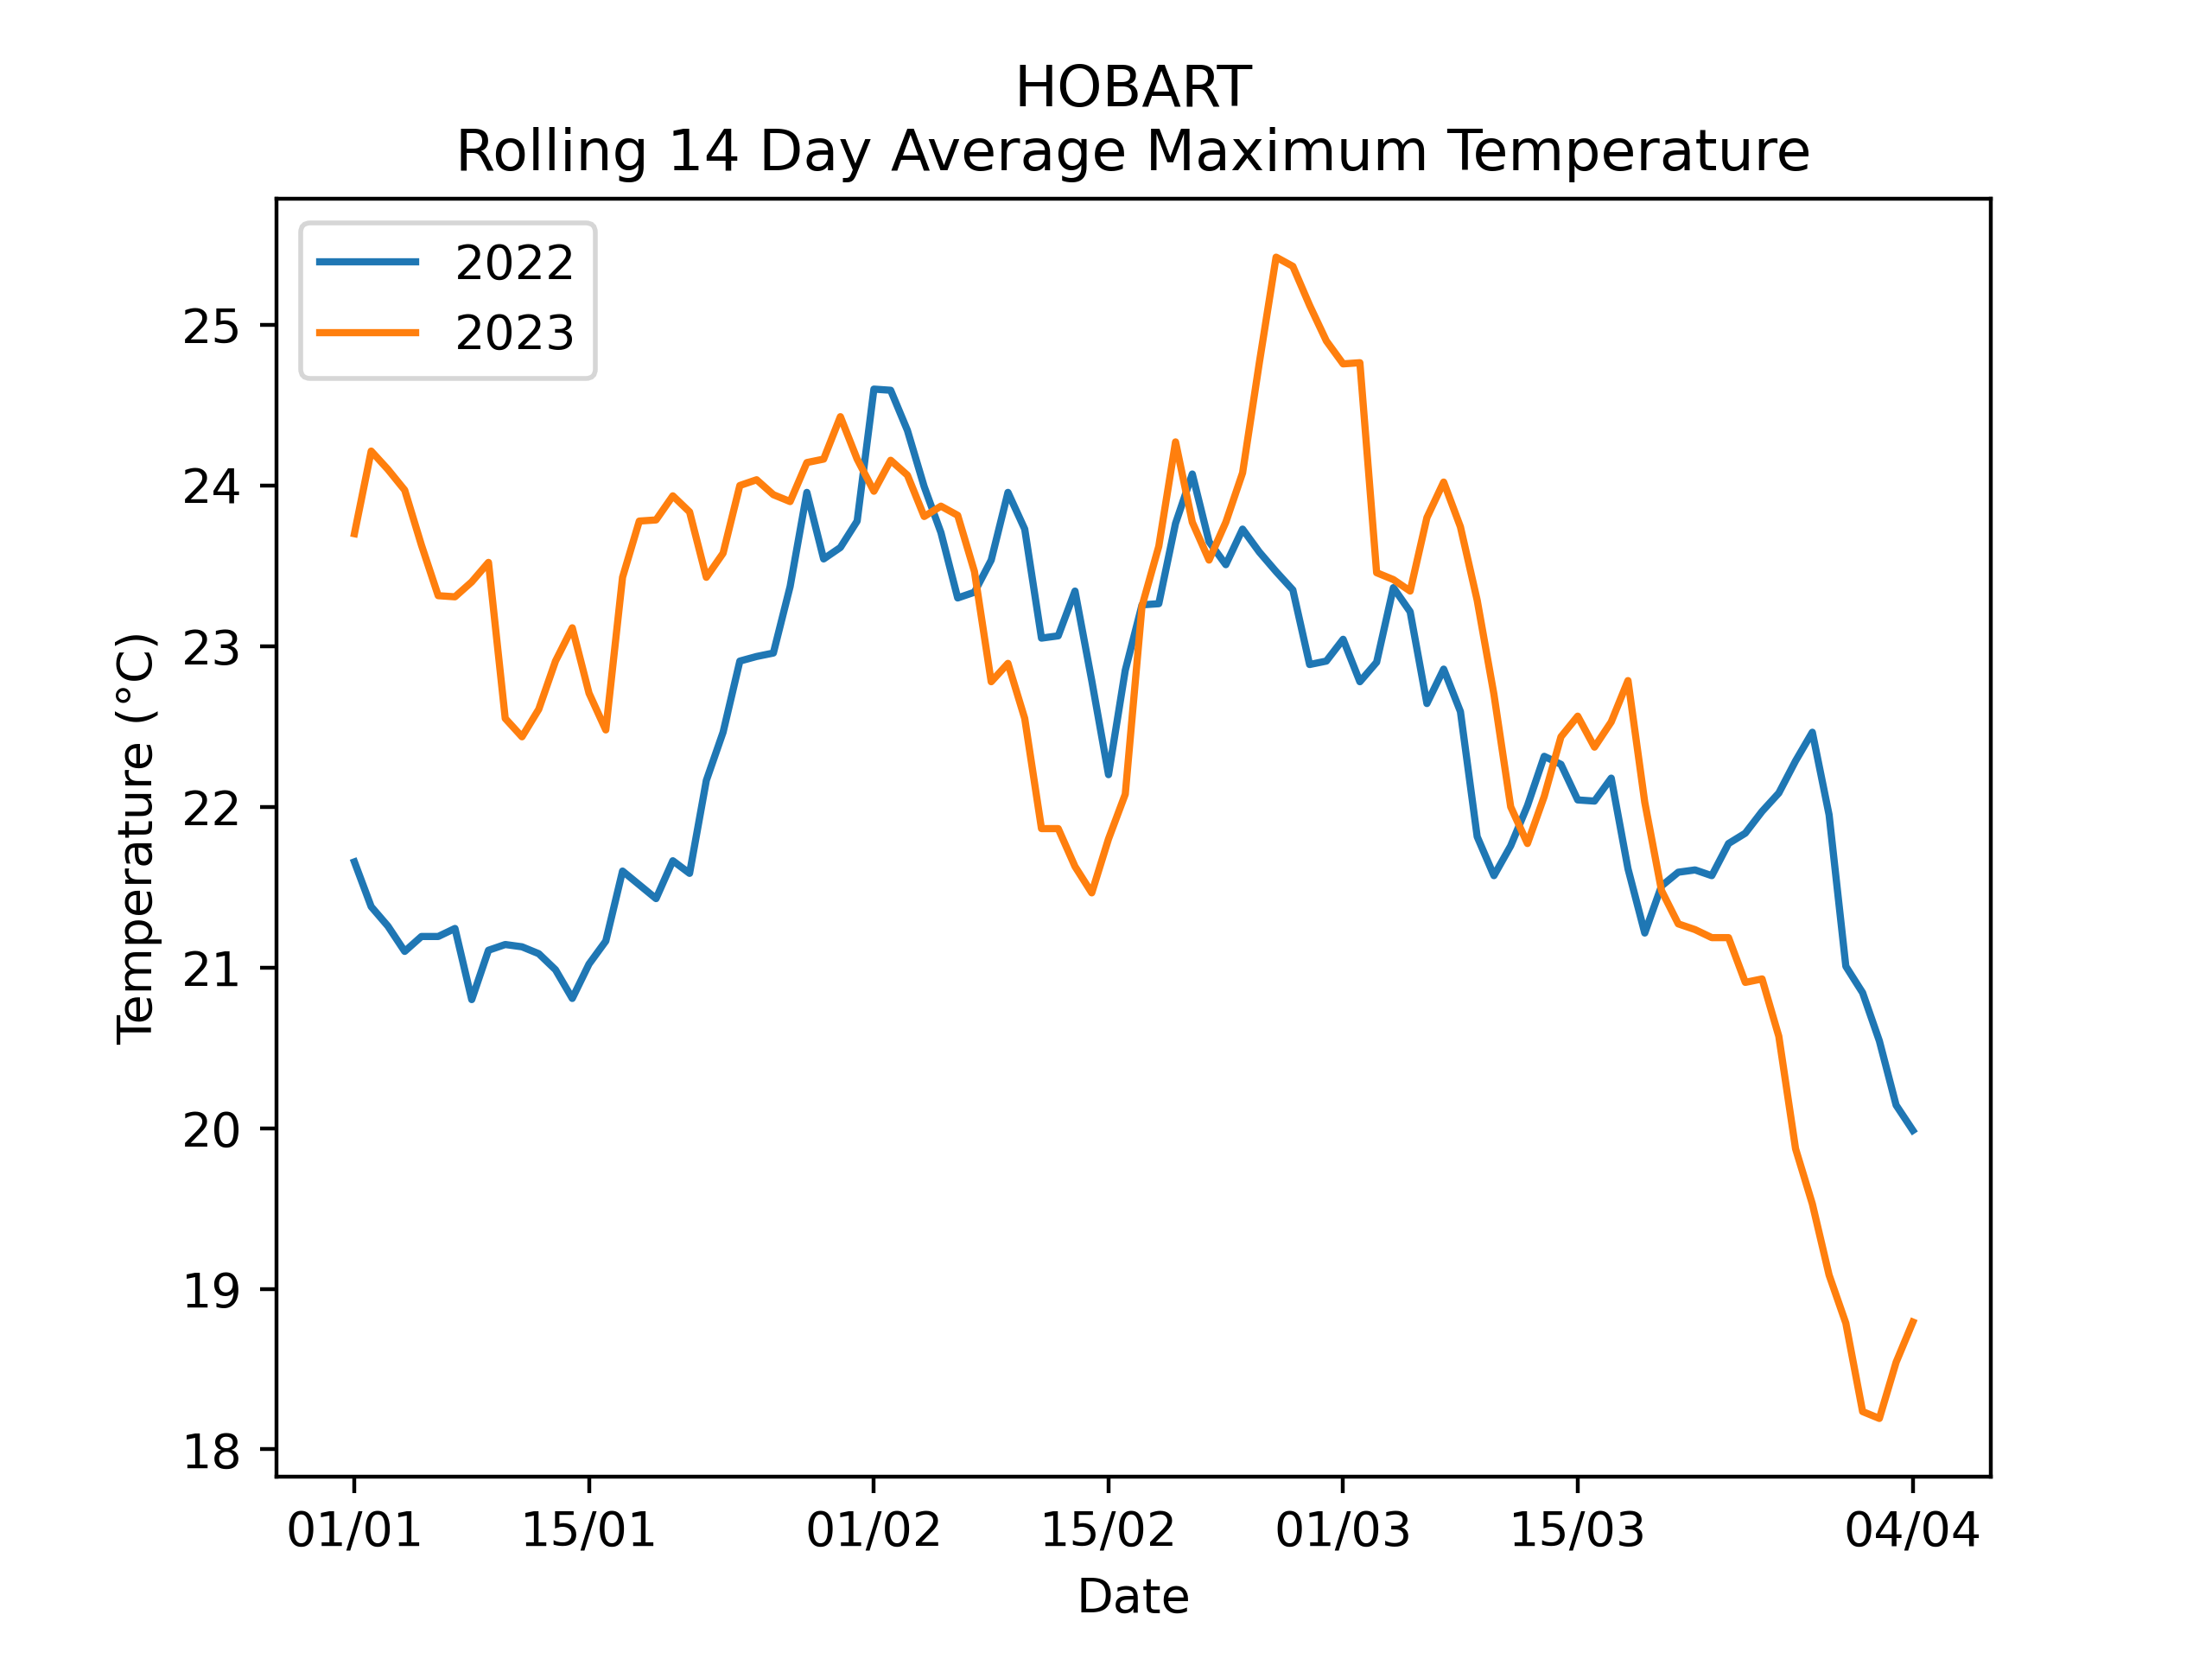 HOBART
Rolling 14 Day Average Maximum Temperature
2022
2023
25
24
23
22
21
20
19
18
Temperature (°C)
01/01 15/01 01/02 15/02 01/03 15/03 04/04
Date